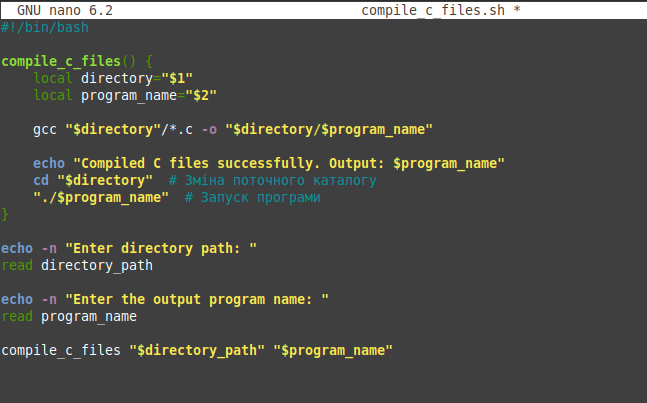 GNU nano 6.2 compile_c_files.sh *
#!/bin/bash
compile_c_files() {
local directory="$1"
local program_name="$2"
gcc "$directory"/*.c -o "$directory/$program_name"
echo "Compiled C files successfully. Output: $program_name"
cd "$directory"  # Зміна поточного каталогу
"./$program_name"  # Запуск програми
}
echo -n "Enter directory path: "
read directory_path
echo -n "Enter the output program name: "
read program_name
compile_c_files "$directory_path" "$program_name"